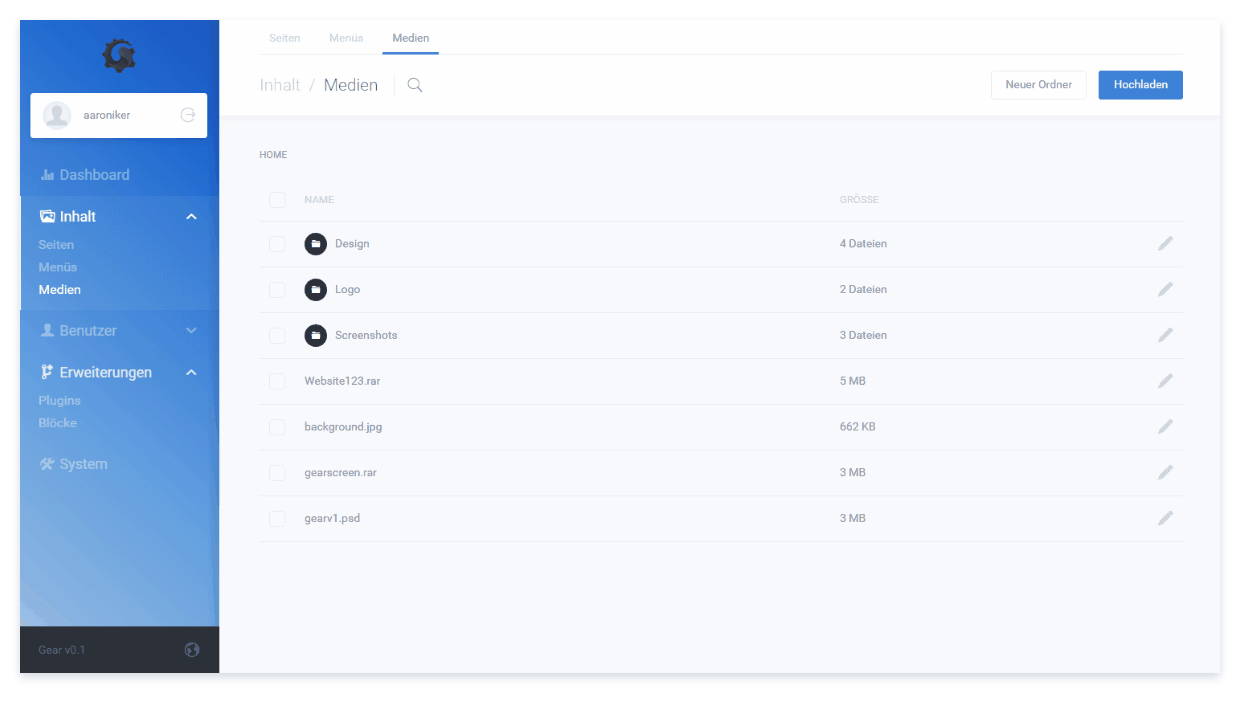 Seiten Menüs Medien
Inhalt / Medien
Neuer Ordner Hochladen
aaroniker
Dashboard
Inhalt
Seiten
Menüs
Medien
Benutzer
Erweiterungen
Plugins
Blöcke
System
Gear v0.1
HOME
NAME GRÖSSE
Design 4 Dateien
Logo 2 Dateien
Screenshots 3 Dateien
Website123.rar 5 MB
background.jpg 662 KB
gearscreen.rar 3 MB
gearv1.psd 3 MB